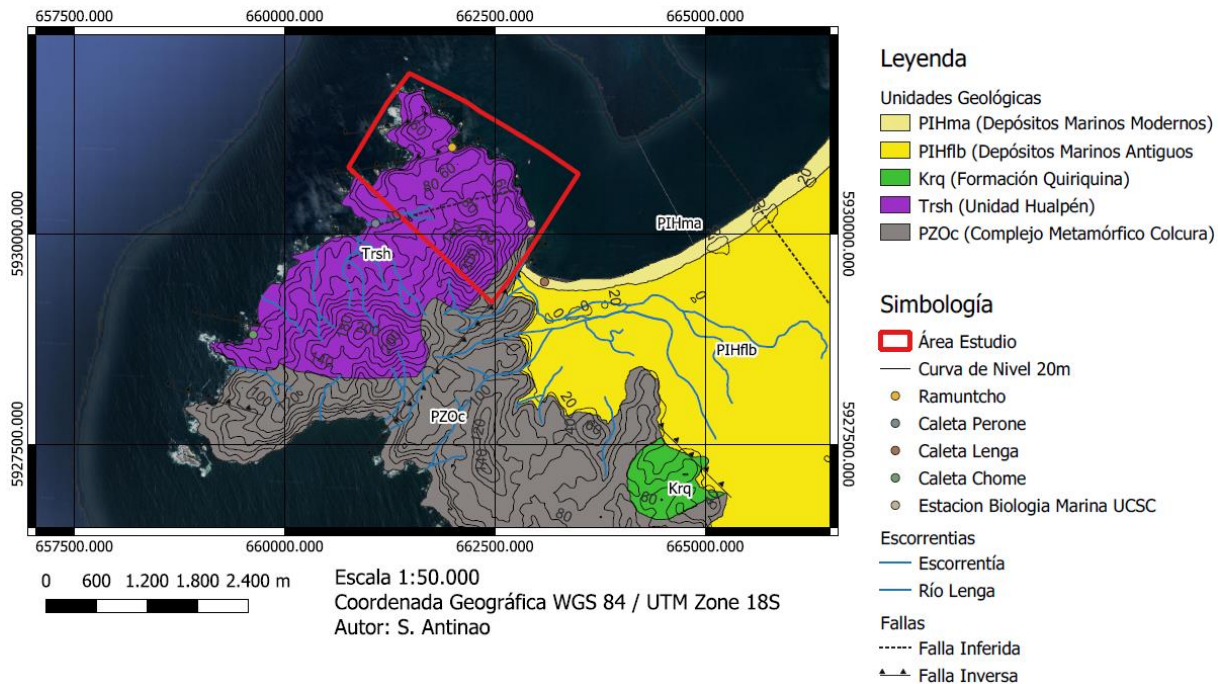 657500.000 660000.000 662500.000 665000.000
5930000.000
5930000.000
5927500.000
5927500.000
PIHma
Trsh
PIHflb
PZOc
Krq
657500.000 660000.000 662500.000 665000.000
0 600 1.200 1.800 2.400 m
Escala 1:50.000
Coordenada Geográfica WGS 84 / UTM Zone 18S
Autor: S. Antinao
Leyenda
Unidades Geológicas
PIHma (Depósitos Marinos Modernos)
PIHflb (Depósitos Marinos Antiguos
Krq (Formación Quiriquina)
Trsh (Unidad Hualpén)
PZOc (Complejo Metamórfico Colcura)
Simbología
Área Estudio
Curva de Nivel 20m
Ramuntcho
Caleta Perone
Caleta Lenga
Caleta Chome
Estacion Biologia Marina UCSC
Escorrentias
Escorrentía
Río Lenga
Fallas
Falla Inferida
Falla Inversa